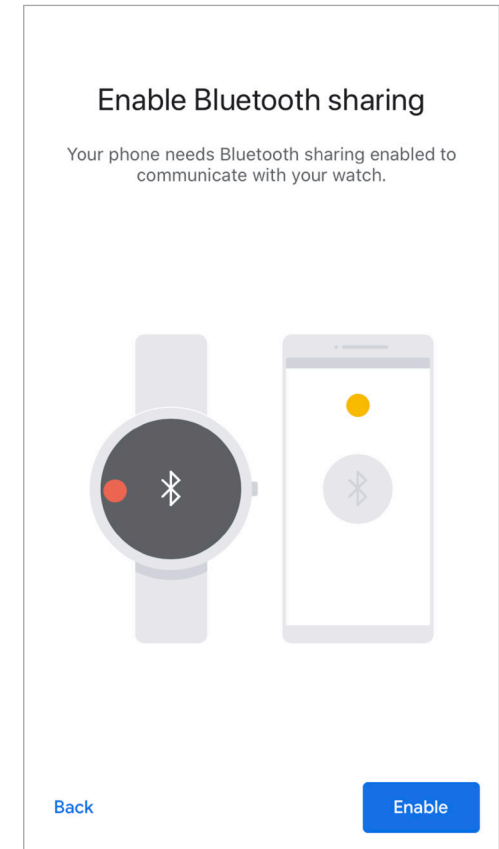 Enable Bluetooth sharing
Your phone needs Bluetooth sharing enabled to
communicate with your watch.
Back
Enable